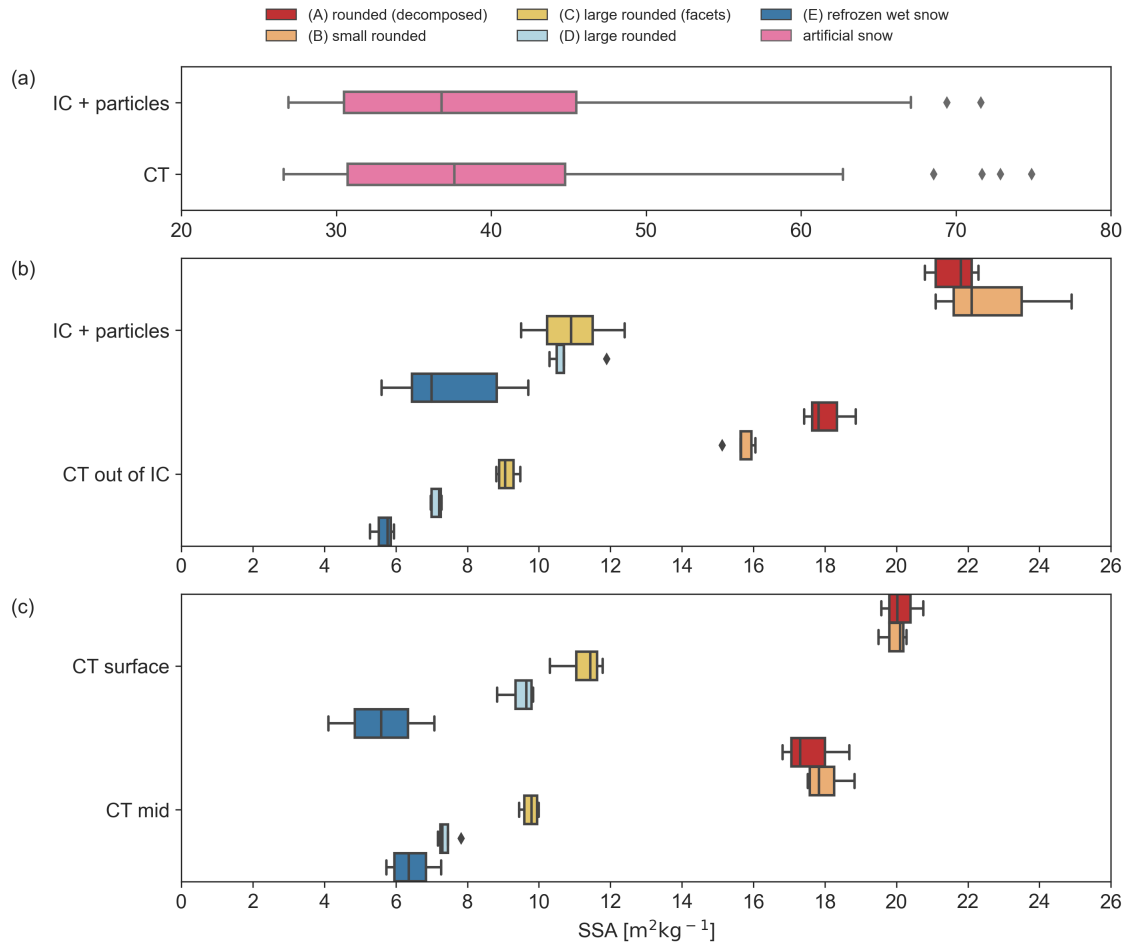 (A) rounded (decomposed) (C) large rounded (facets) (E) refrozen wet snow
(B) small rounded (D) large rounded artificial snow
(a)
IC + particles
CT
20 30 40 50 60 70 80
(b)
IC + particles
CT out of IC
0 2 4 6 8 10 12 14 16 18 20 22 24 26
(c)
CT surface
CT mid
0 2 4 6 8 10 12 14 16 18 20 22 24 26
SSA [m²kg⁻¹]